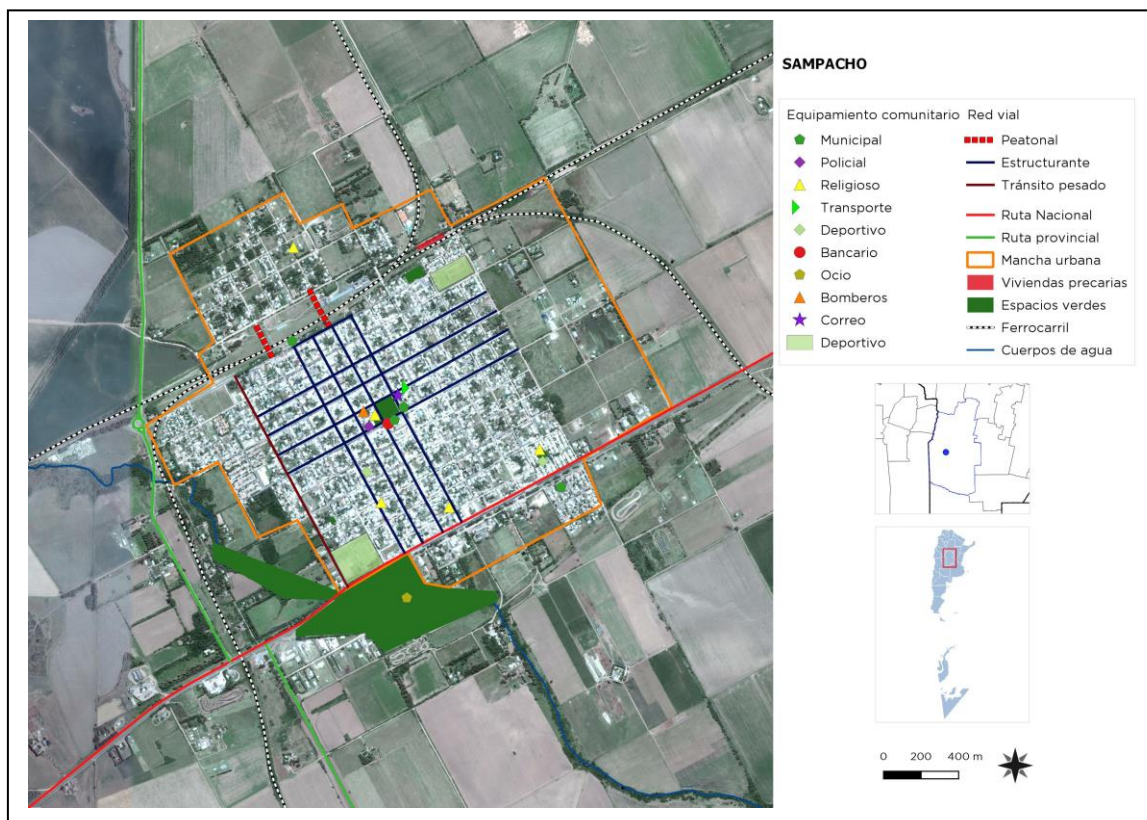 SAMPACHO
Equipamiento comunitario
Municipal
Policial
Religioso
Transporte
Deportivo
Bancario
Ocio
Bomberos
Correo
Deportivo
Red vial
Peatonal
Estructurante
Tránsito pesado
Ruta Nacional
Ruta provincial
Mancha urbana
Viviendas precarias
Espacios verdes
Ferrocarril
Cuerpos de agua
0 200 400 m